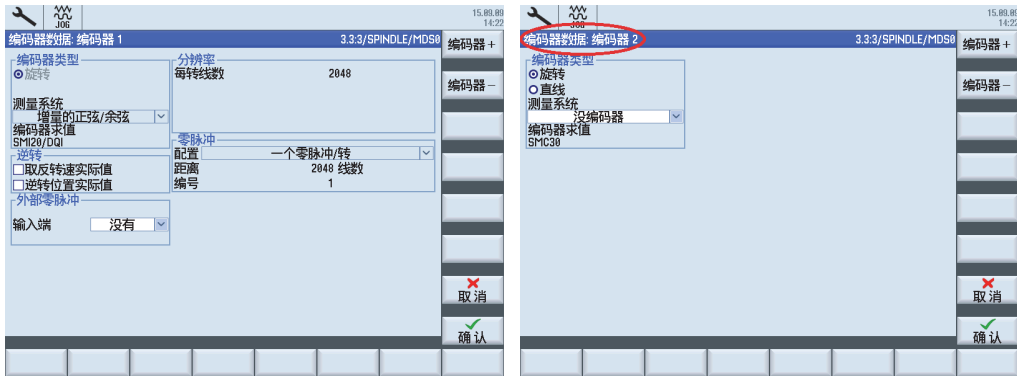 15.09.09
JOG
14:22
编码器数据: 编码器 1
3.3:3/SPINDLE/MDS0
编码器+
编码器类型
旋转
测量系统
增量的正弦/余弦
编码器求值
SMI20/DQI
分辨率
每转线数 2048
编码器-
零脉冲
配置 一个零脉冲/转
距离 2048 线数
编号 1
逆转
取反转速实际值
逆转位置实际值
外部零脉冲
输入端 没有
取消
确认
15.09.09
JOG
14:22
编码器数据: 编码器 2
3.3:3/SPINDLE/MDS0
编码器+
编码器类型
旋转
直线
测量系统
没编码器
编码器求值
SMC30
编码器-
取消
确认